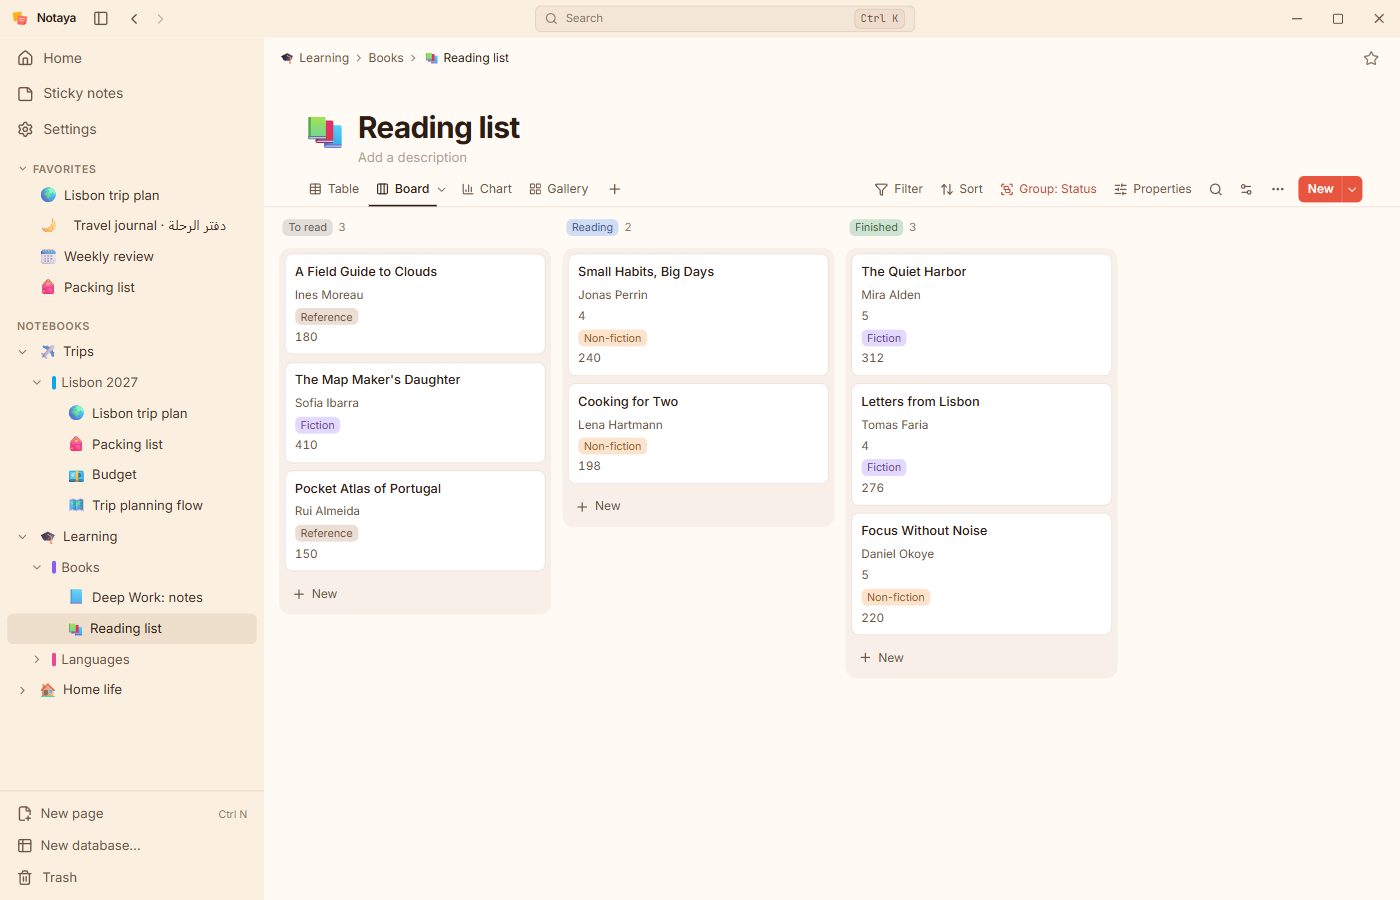 Notaya
Search
Ctrl K
Home
Sticky notes
Settings
FAVORITES
Lisbon trip plan
Travel journal · دفتر الرحلة
Weekly review
Packing list
NOTEBOOKS
Trips
Lisbon 2027
Lisbon trip plan
Packing list
Budget
Trip planning flow
Learning
Books
Deep Work: notes
Reading list
Languages
Home life
New page
Ctrl N
New database...
Trash
Learning > Books > Reading list
Reading list
Add a description
Table
Board
Chart
Gallery
Filter
Sort
Group: Status
Properties
New
To read 3
A Field Guide to Clouds
Ines Moreau
Reference
180
The Map Maker's Daughter
Sofia Ibarra
Fiction
410
Pocket Atlas of Portugal
Rui Almeida
Reference
150
New
Reading 2
Small Habits, Big Days
Jonas Perrin
4
Non-fiction
240
Cooking for Two
Lena Hartmann
Non-fiction
198
New
Finished 3
The Quiet Harbor
Mira Alden
5
Fiction
312
Letters from Lisbon
Tomas Faria
4
Fiction
276
Focus Without Noise
Daniel Okoye
5
Non-fiction
220
New